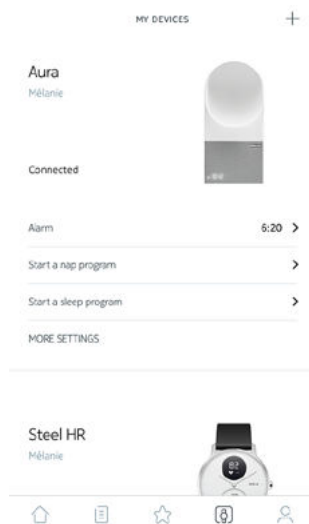 MY DEVICES
Aura
Mélanie
Connected
Alarm 6:20
Start a nap program
Start a sleep program
MORE SETTINGS
Steel HR
Mélanie
82